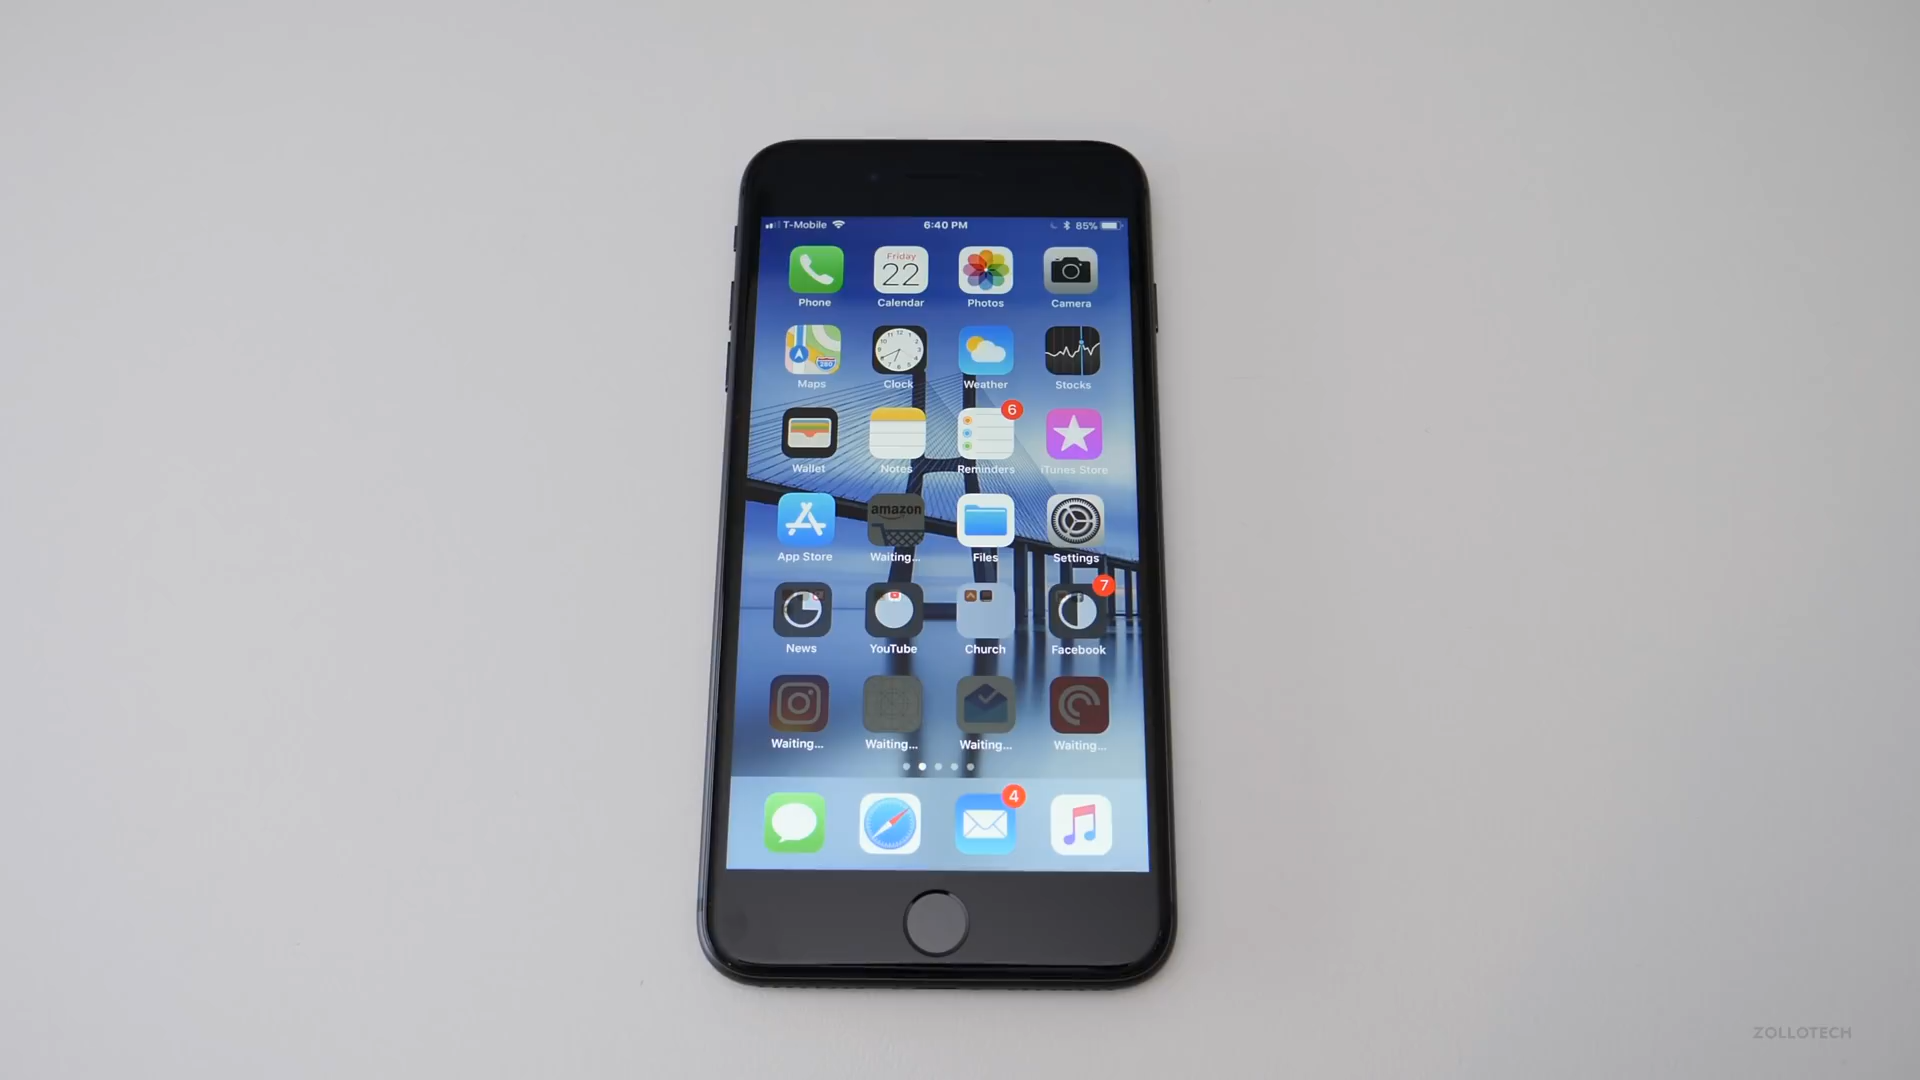 T-Mobile 6:40 PM 85%
Friday
22
Phone Calendar Photos Camera
280
Maps Clock Weather Stocks
6
Wallet Notes Reminders iTunes Store
amazon
App Store Waiting... Files Settings
7
News YouTube Church Facebook
Waiting... Waiting... Waiting... Waiting...
4
ZOLLOTECH